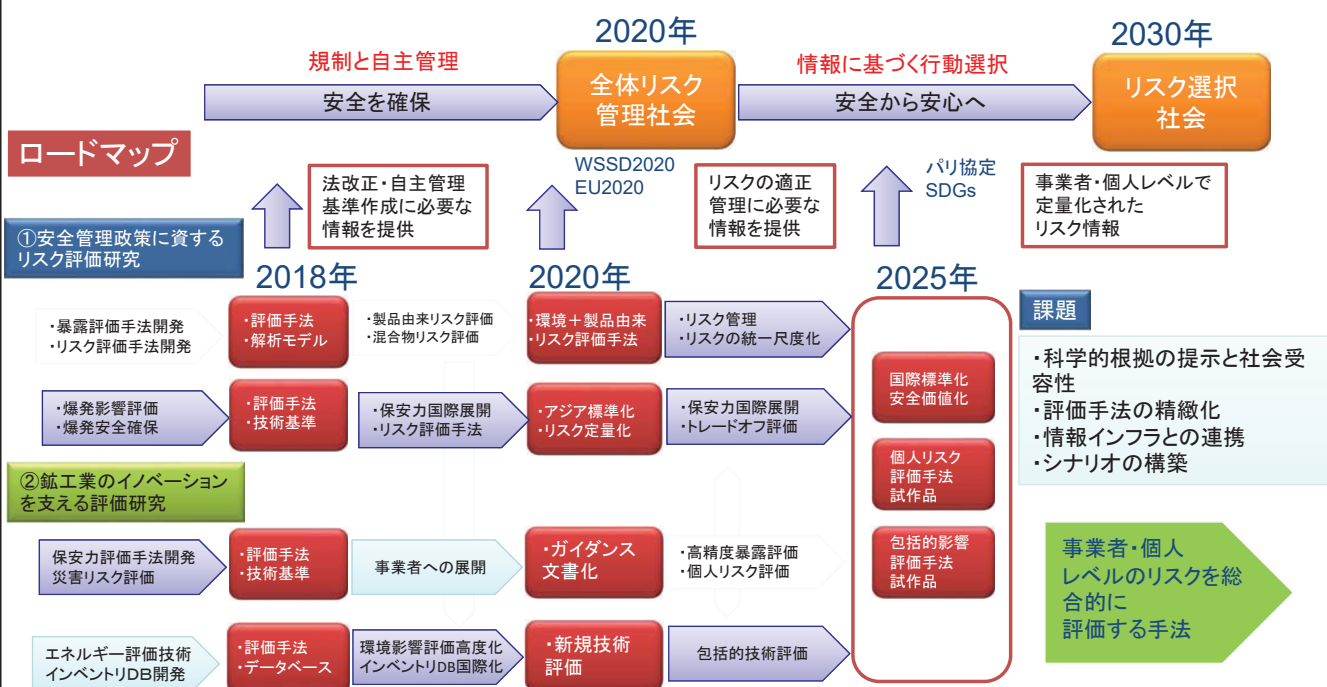 2020年
2030年
規制と自主管理
安全を確保
全体リスク
管理社会
情報に基づく行動選択
安全から安心へ
リスク選択
社会
ロードマップ
法改正・自主管理
基準作成に必要な
情報を提供
WSSD2020
EU2020
リスクの適正
管理に必要な
情報を提供
パリ協定
SDGs
事業者・個人レベルで
定量化された
リスク情報
①安全管理政策に資する
リスク評価研究
2018年
2020年
2025年
・暴露評価手法開発
・リスク評価手法開発
・評価手法
・解析モデル
・製品由来リスク評価
・混合物リスク評価
・環境＋製品由来
・リスク評価手法
・リスク管理
・リスクの統一尺度化
・爆発影響評価
・爆発安全確保
・評価手法
・技術基準
・保安力国際展開
・リスク評価手法
・アジア標準化
・リスク定量化
・保安力国際展開
・トレードオフ評価
国際標準化
安全価値化
個人リスク
評価手法
試作品
包括的影響
評価手法
試作品
課題
・科学的根拠の提示と社会受
容性
・評価手法の精緻化
・情報インフラとの連携
・シナリオの構築
②鉱工業のイノベーション
を支える評価研究
保安力評価手法開発
災害リスク評価
・評価手法
・技術基準
事業者への展開
・ガイダンス
文書化
・高精度暴露評価
・個人リスク評価
事業者・個人
レベルのリスクを総
合的に
評価する手法
エネルギー評価技術
インベントリDB開発
・評価手法
・データベース
環境影響評価高度化
インベントリDB国際化
・新規技術
評価
包括的技術評価